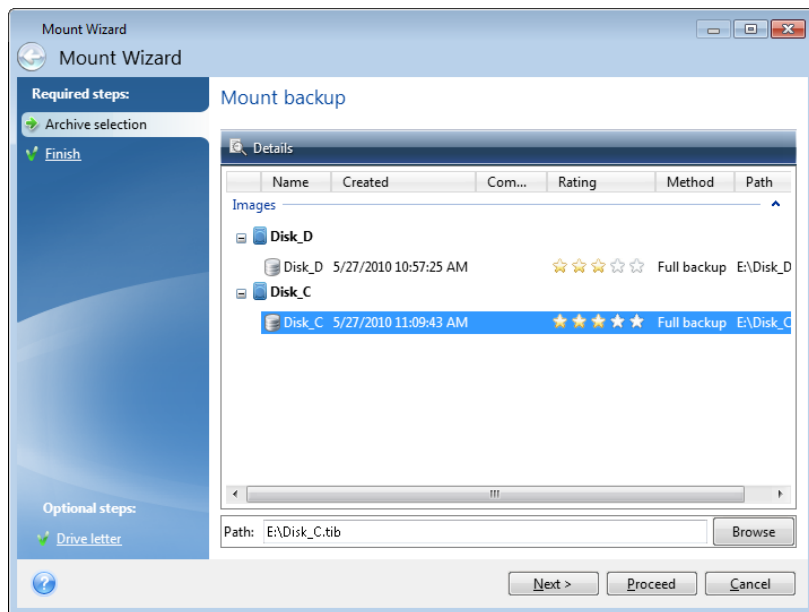 Mount Wizard
Mount Wizard
Required steps:
Archive selection
Finish
Optional steps:
Drive letter
Mount backup
Details
Name Created Com... Rating Method Path
Images
Disk_D
Disk_D 5/27/2010 10:57:25 AM Full backup E:\Disk_D
Disk_C
Disk_C 5/27/2010 11:09:43 AM Full backup E:\Disk_C
Path: E:\Disk_C.tib Browse
Next > Proceed Cancel